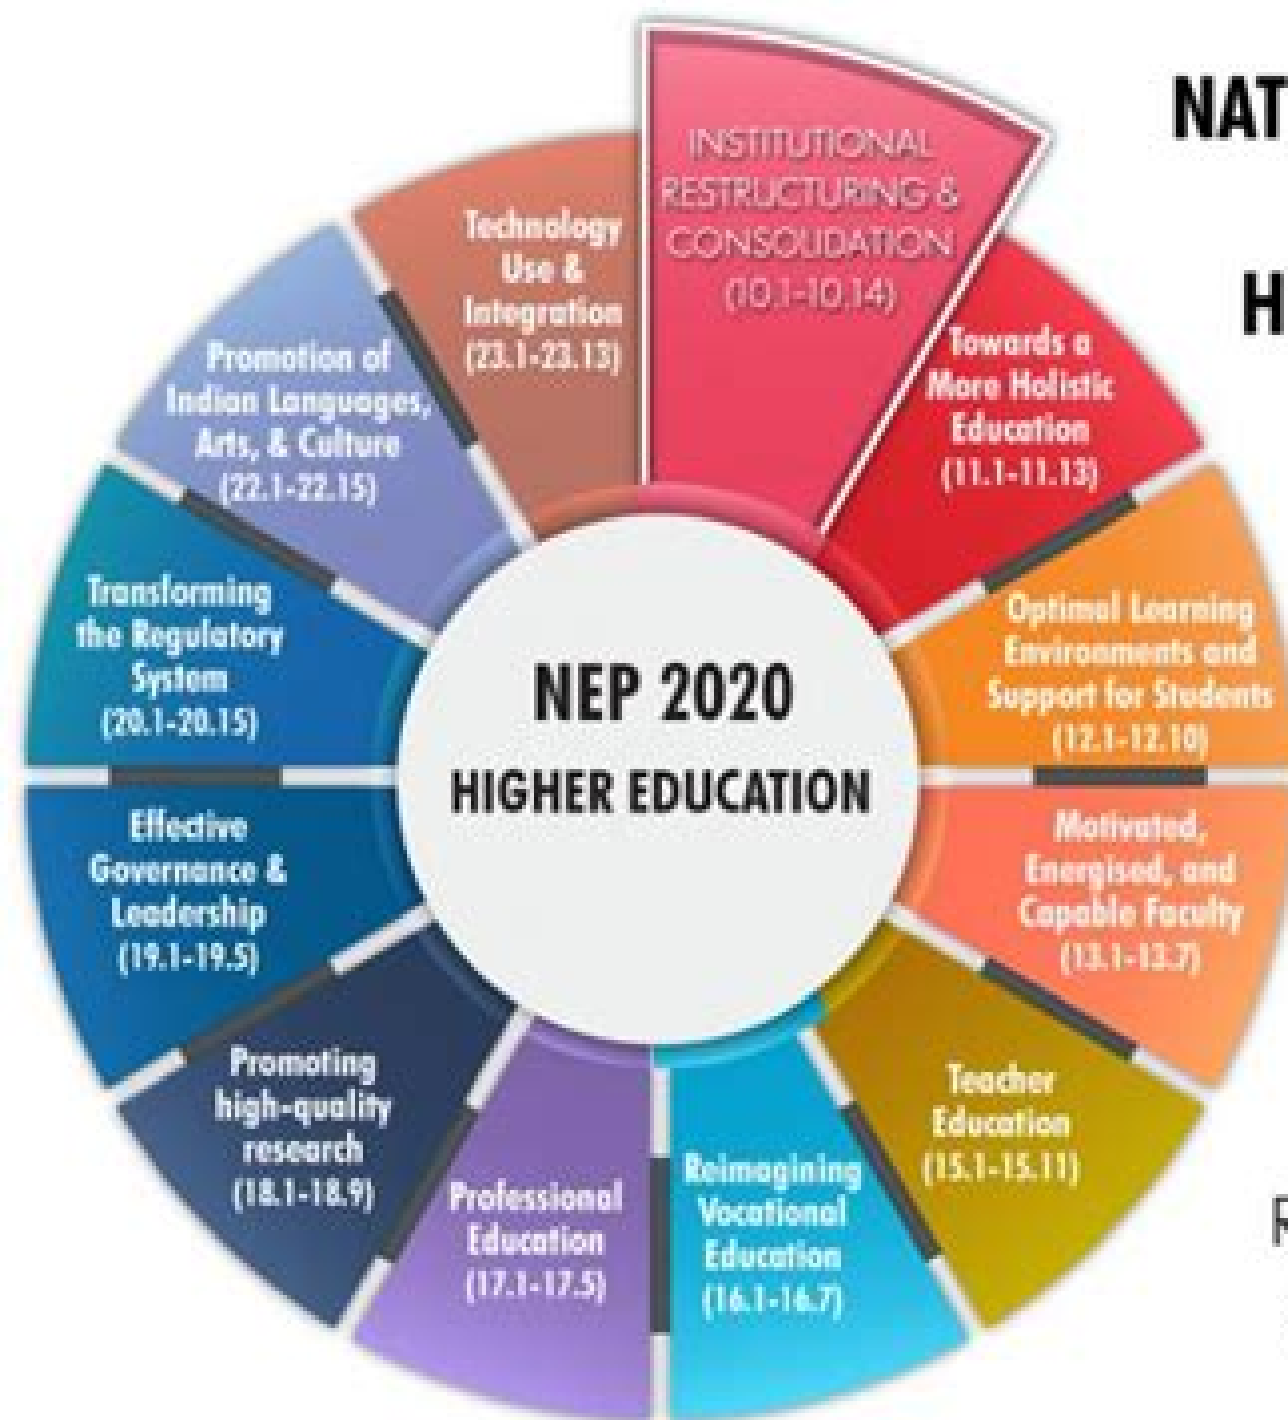 NAT
H
INSTITUTIONAL
RESTRUCTURING &
CONSOLIDATION
(10.1-10.14)
Towards a
More Holistic
Education
(11.1-11.13)
Optimal Learning
Environments and
Support for Students
(12.1-12.10)
Motivated,
Energised, and
Capable Faculty
(13.1-13.7)
Teacher
Education
(15.1-15.11)
Reimagining
Vocational
Education
(16.1-16.7)
Professional
Education
(17.1-17.5)
Promoting
high-quality
research
(18.1-18.9)
Effective
Governance &
Leadership
(19.1-19.5)
Transforming
the Regulatory
System
(20.1-20.15)
Promotion of
Indian Languages,
Arts, & Culture
(22.1-22.15)
Technology
Use &
Integration
(23.1-23.13)
NEP 2020
HIGHER EDUCATION
R